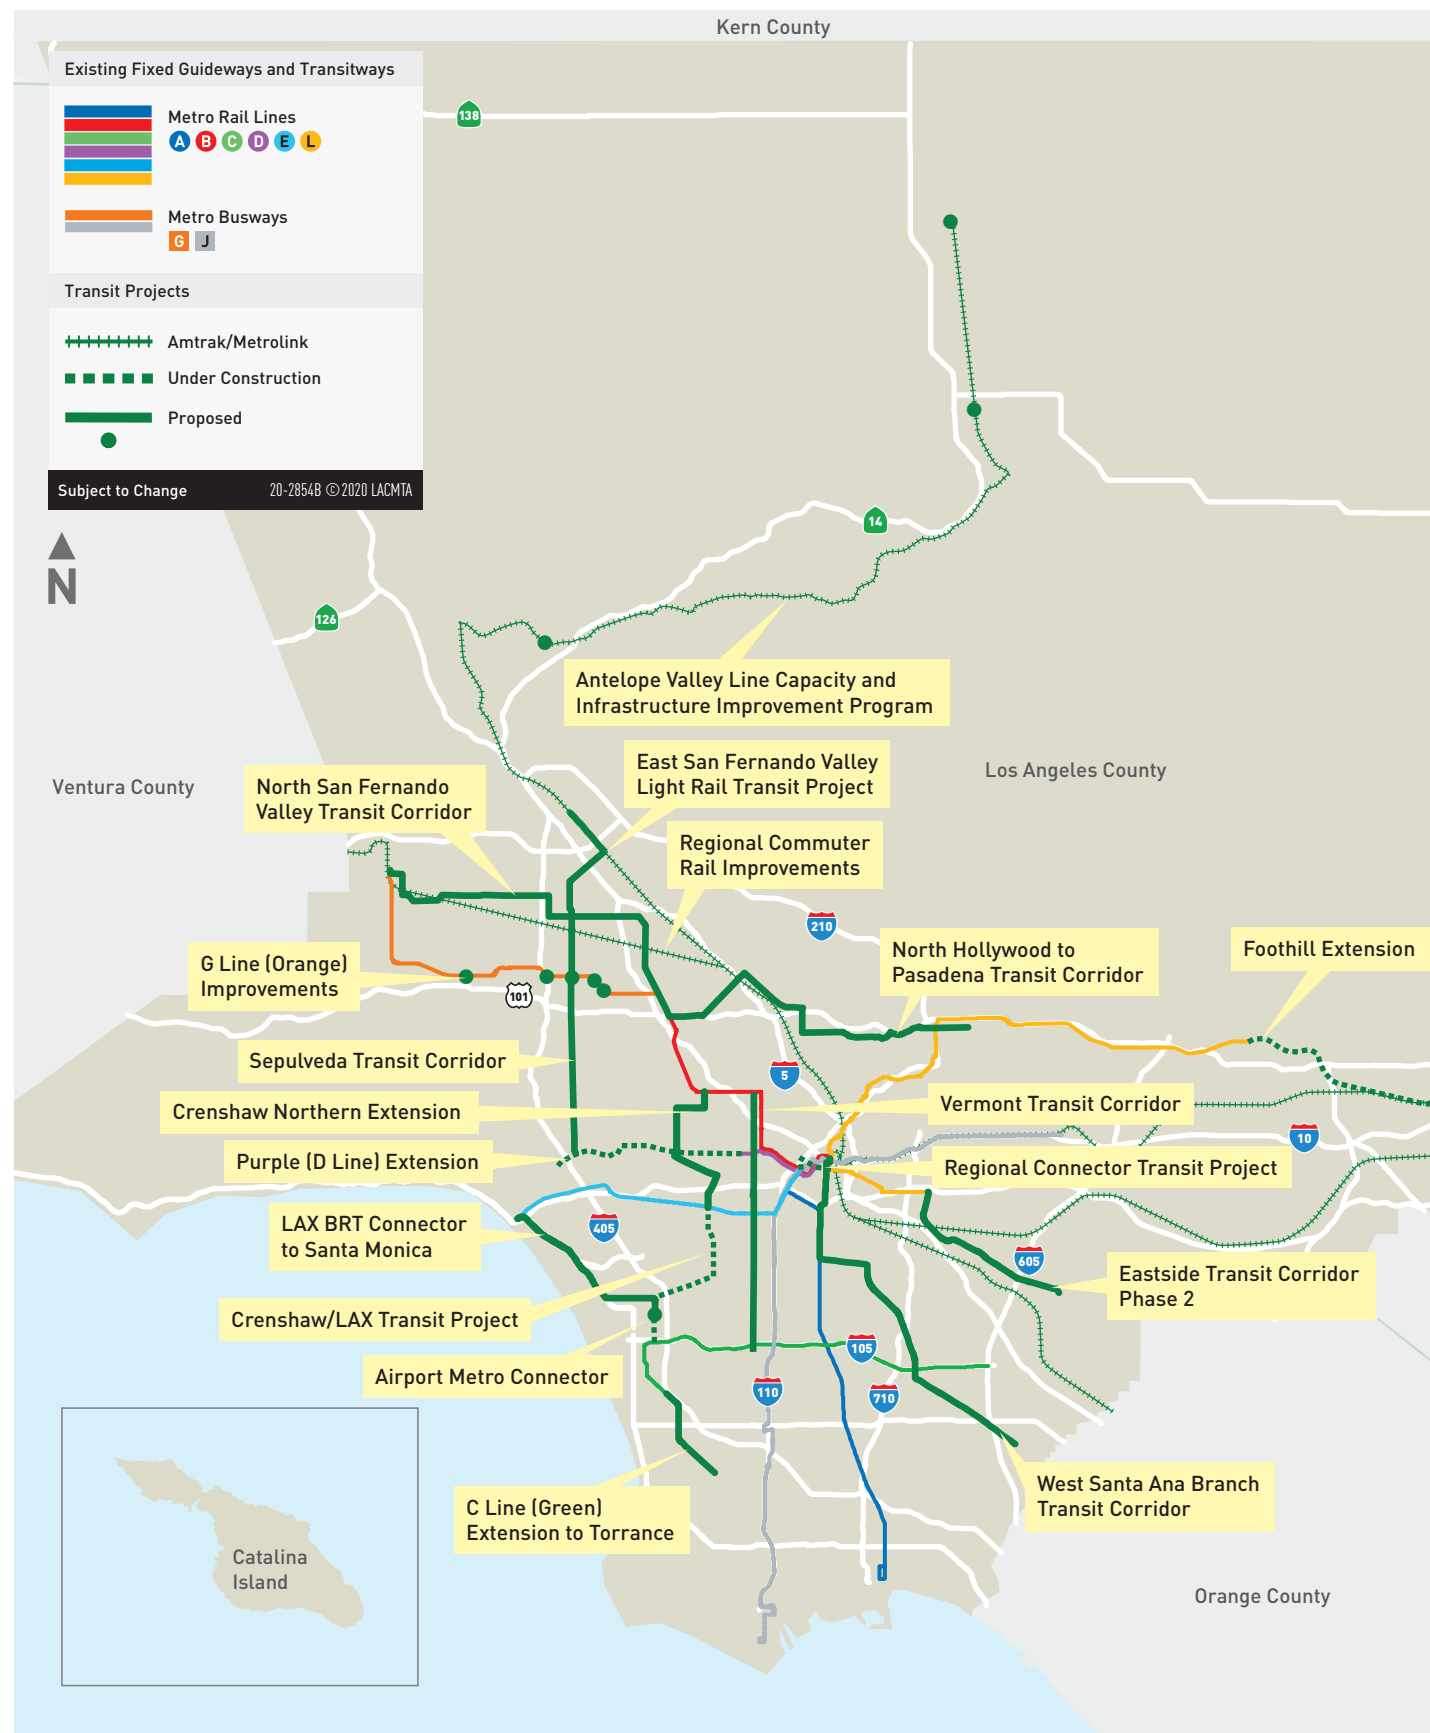 Kern County
Existing Fixed Guideways and Transitways
Metro Rail Lines
A B C D E L
Metro Busways
G J
Transit Projects
Amtrak/Metrolink
Under Construction
Proposed
Subject to Change
20-2854B ©2020 LACMTA
N
138
14
126
Antelope Valley Line Capacity and
Infrastructure Improvement Program
East San Fernando Valley
Light Rail Transit Project
Los Angeles County
Ventura County
North San Fernando
Valley Transit Corridor
Regional Commuter
Rail Improvements
210
North Hollywood to
Pasadena Transit Corridor
Foothill Extension
G Line (Orange)
Improvements
101
Sepulveda Transit Corridor
5
Crenshaw Northern Extension
Vermont Transit Corridor
10
Purple (D Line) Extension
Regional Connector Transit Project
LAX BRT Connector
to Santa Monica
405
605
Eastside Transit Corridor
Phase 2
Crenshaw/LAX Transit Project
105
Airport Metro Connector
110
710
C Line (Green)
Extension to Torrance
West Santa Ana Branch
Transit Corridor
Catalina
Island
Orange County